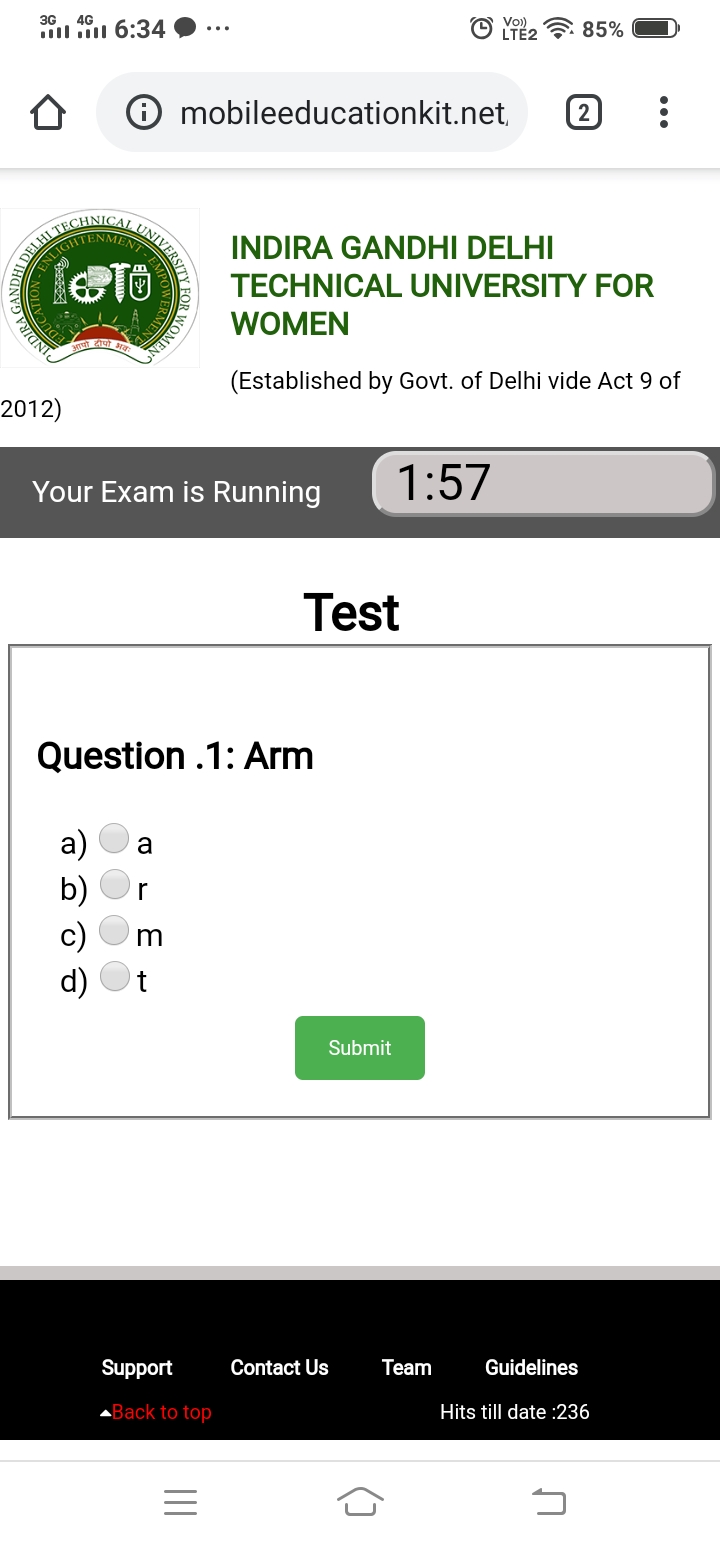 3G 4G 6:34 ... Vo)) LTE2 85%
mobileeducationkit.net, 2
INDIRA GANDHI DELHI TECHNICAL UNIVERSITY FOR WOMEN
EDUCATION - ENLIGHTENMENT - EMPOWERMENT
IGDTU
आपो दीपो भवः
INDIRA GANDHI DELHI
TECHNICAL UNIVERSITY FOR
WOMEN
(Established by Govt. of Delhi vide Act 9 of
2012)
Your Exam is Running 1:57
Test
Question .1: Arm
a) a
b) r
c) m
d) t
Submit
Support Contact Us Team Guidelines
Back to top Hits till date :236